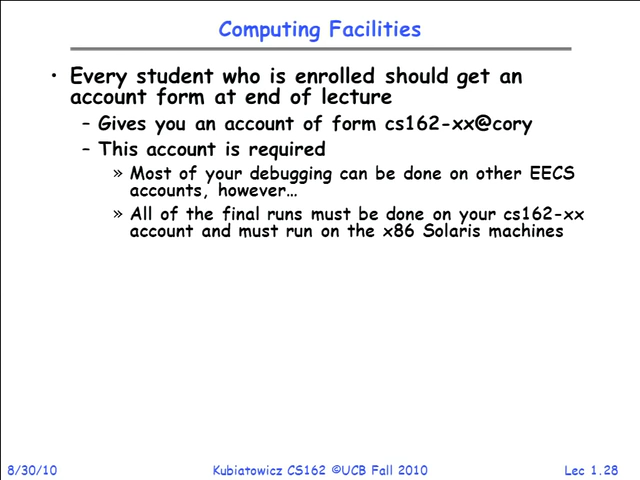 Computing Facilities
• Every student who is enrolled should get an
account form at end of lecture
– Gives you an account of form cs162-xx@cory
– This account is required
» Most of your debugging can be done on other EECS
accounts, however…
» All of the final runs must be done on your cs162-xx
account and must run on the x86 Solaris machines
8/30/10 Kubiatowicz CS162 ©UCB Fall 2010 Lec 1.28